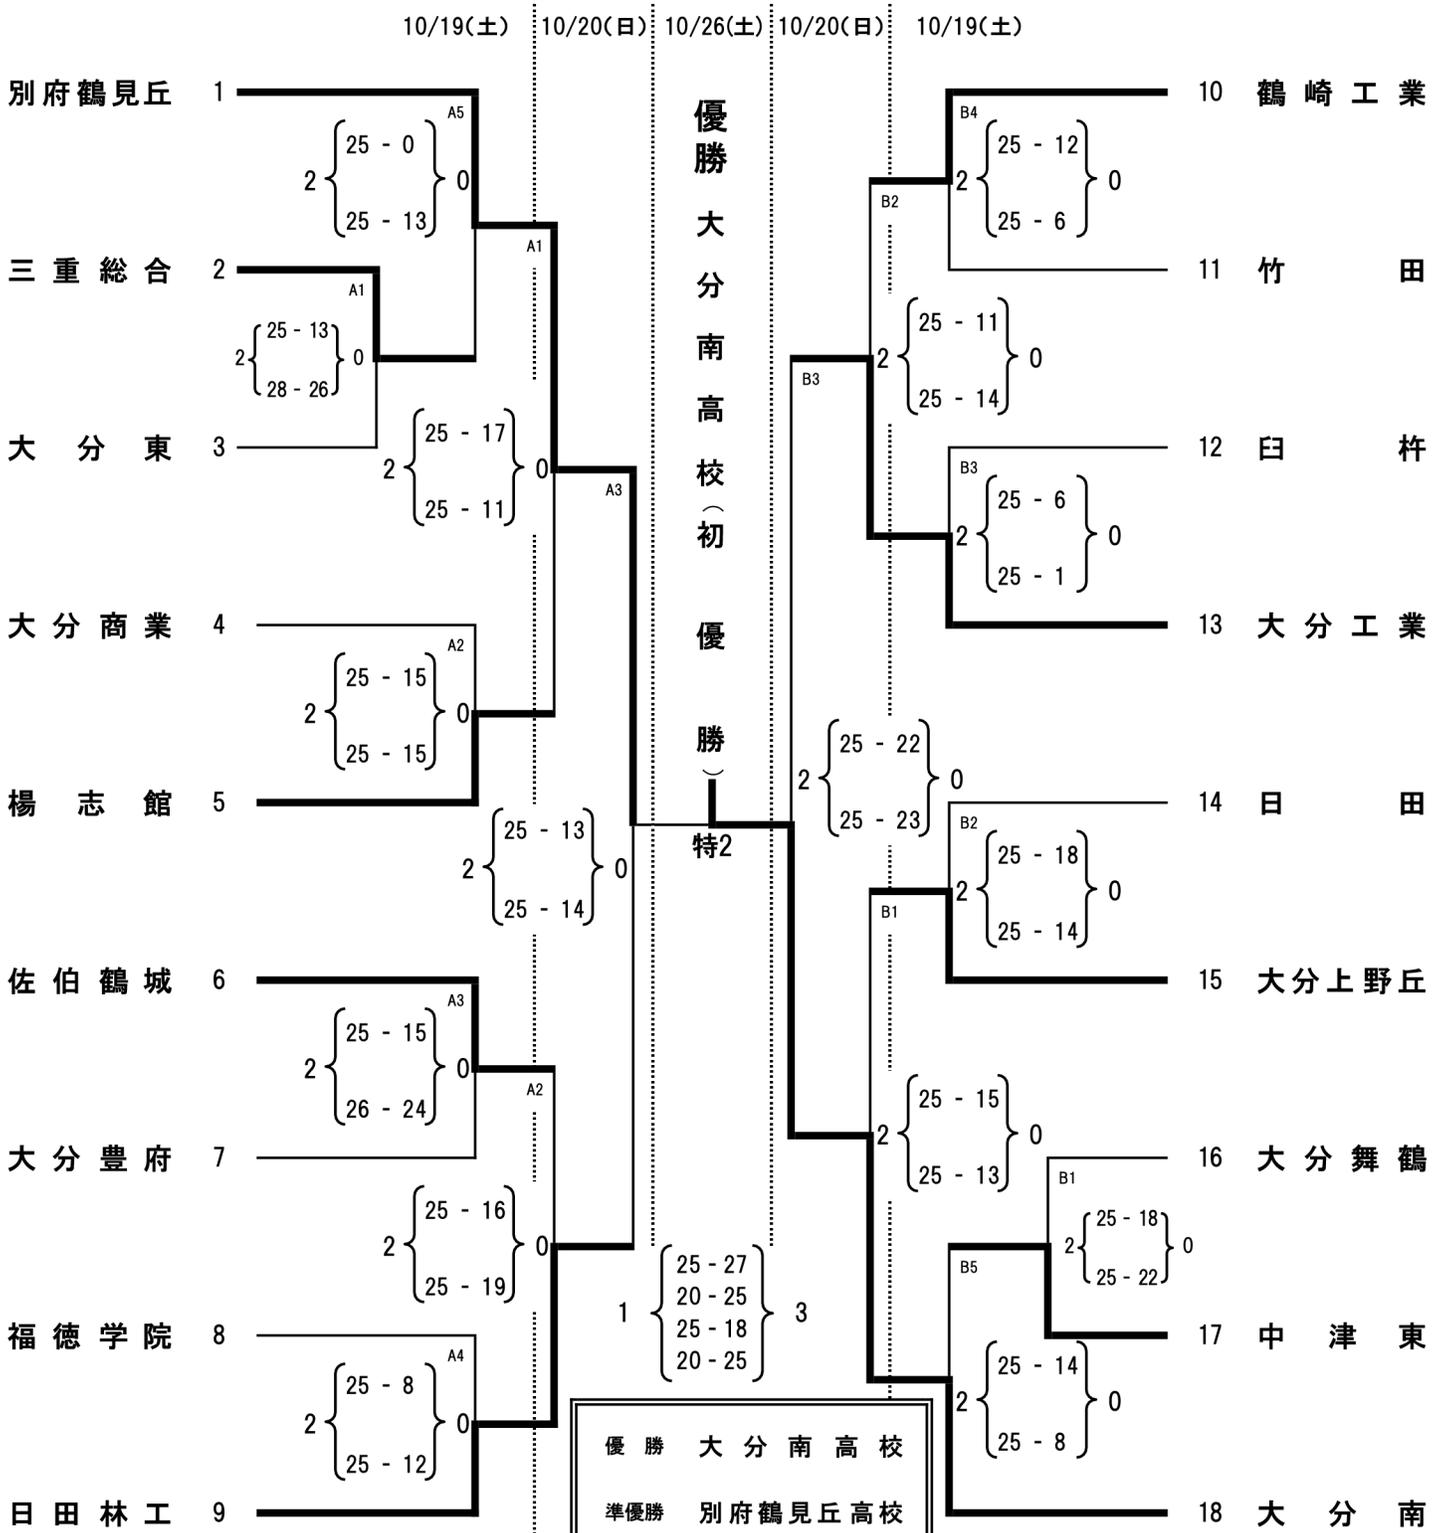 10/19(土) 10/20(日) 10/26(土) 10/20(日) 10/19(土)
優勝 大分南高校（初優勝）
別府鶴見丘 1
A5
25 - 0
2 0
25 - 13
A1
三重総合 2
A1
25 - 13
2 0
28 - 26
大分東 3
25 - 17
2 0
25 - 11
A3
大分商業 4
A2
25 - 15
2 0
25 - 15
楊志館 5
25 - 13
2 0
25 - 14
佐伯鶴城 6
A3
25 - 15
2 0
26 - 24
A2
大分豊府 7
25 - 16
2 0
25 - 19
福徳学院 8
A4
25 - 8
2 0
25 - 12
日田林工 9
特2
25 - 27
20 - 25
1 3
25 - 18
20 - 25
10 鶴崎工業
B4
25 - 12
2 0
25 - 6
B2
11 竹田
25 - 11
2 0
25 - 14
B3
12 臼杵
B3
25 - 6
2 0
25 - 1
13 大分工業
25 - 22
2 0
25 - 23
14 日田
B2
25 - 18
2 0
25 - 14
B1
15 大分上野丘
25 - 15
2 0
25 - 13
16 大分舞鶴
B1
25 - 18
2 0
25 - 22
B5
17 中津東
25 - 14
2 0
25 - 8
18 大分南
優勝 大分南高校
準優勝 別府鶴見丘高校